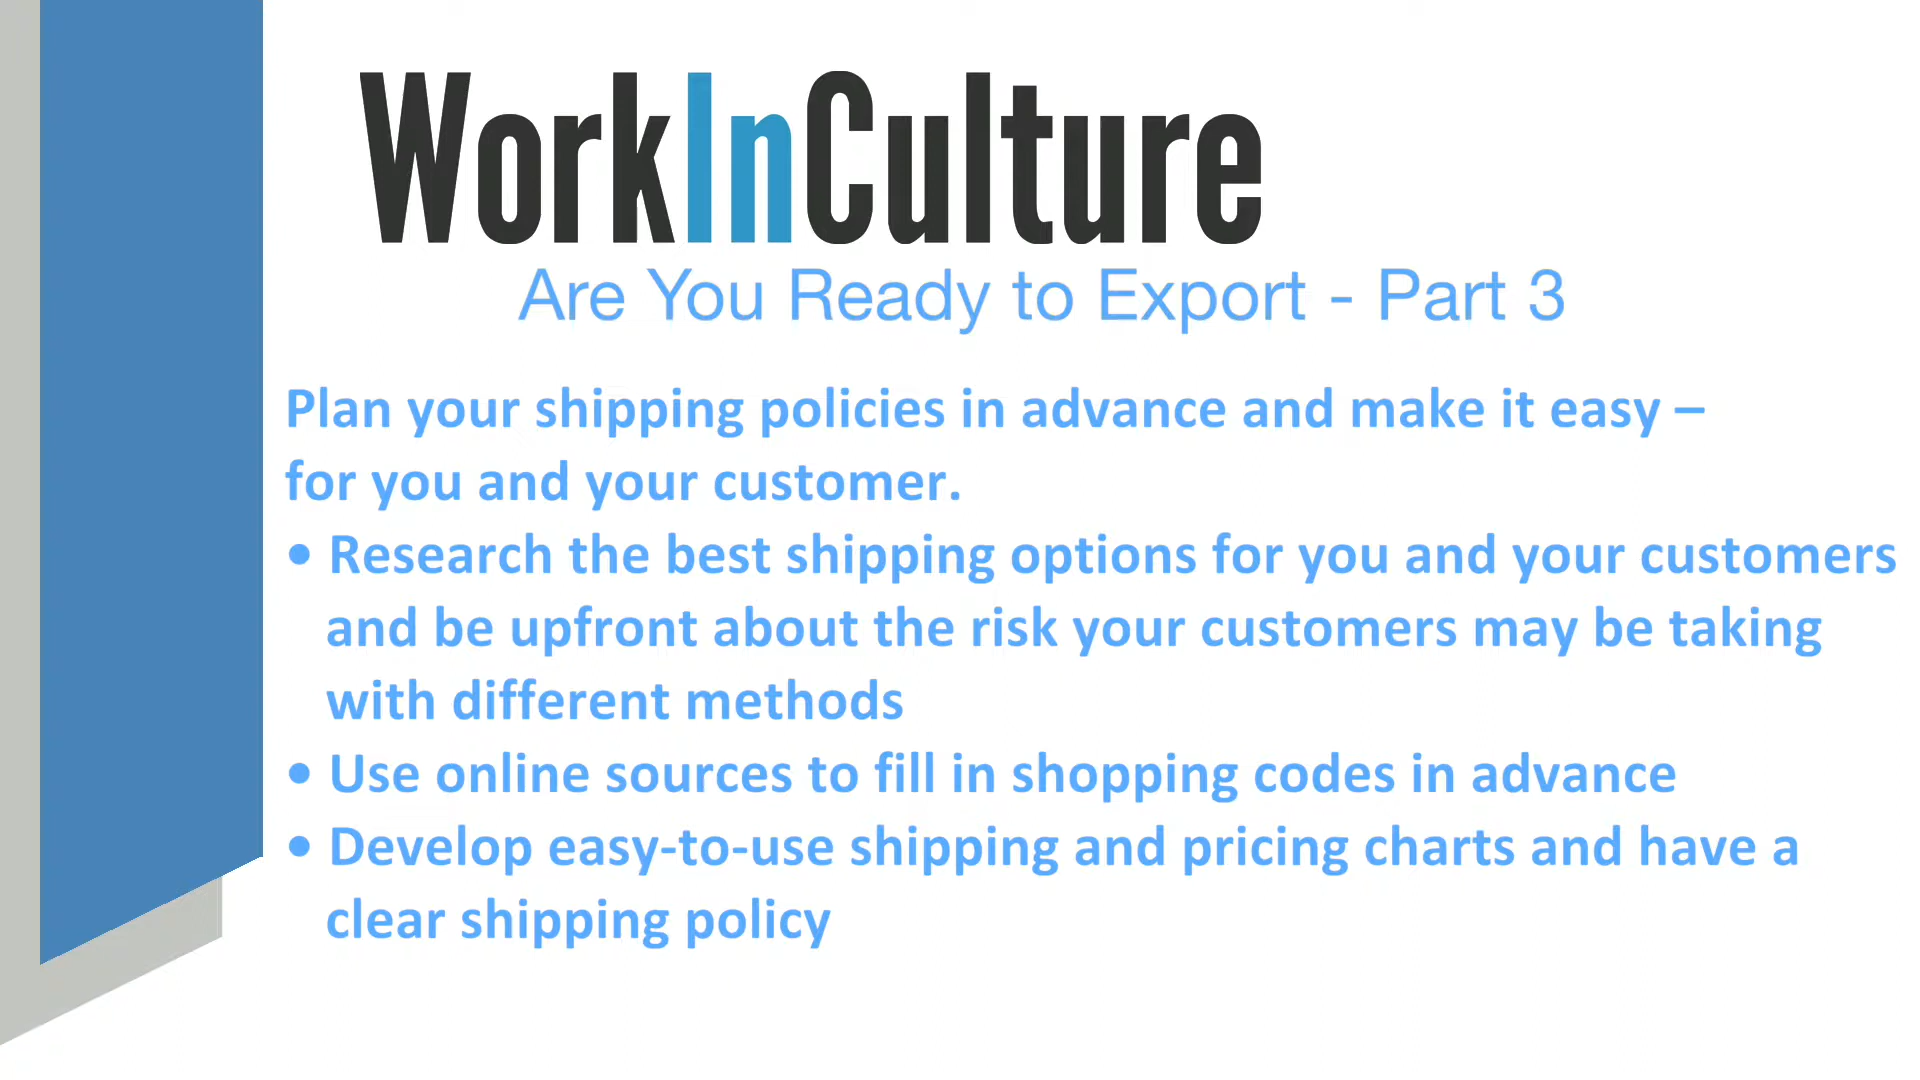 WorkInCulture
Are You Ready to Export - Part 3
Plan your shipping policies in advance and make it easy –
for you and your customer.
• Research the best shipping options for you and your customers
and be upfront about the risk your customers may be taking
with different methods
• Use online sources to fill in shopping codes in advance
• Develop easy-to-use shipping and pricing charts and have a
clear shipping policy